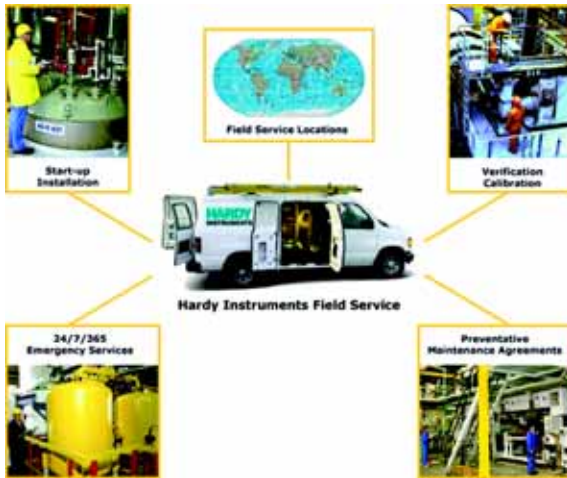 Field Service Locations
Start-up
Installation
Verification
Calibration
HARDY
Hardy Instruments Field Service
24/7/365
Emergency Services
Preventative
Maintenance Agreements